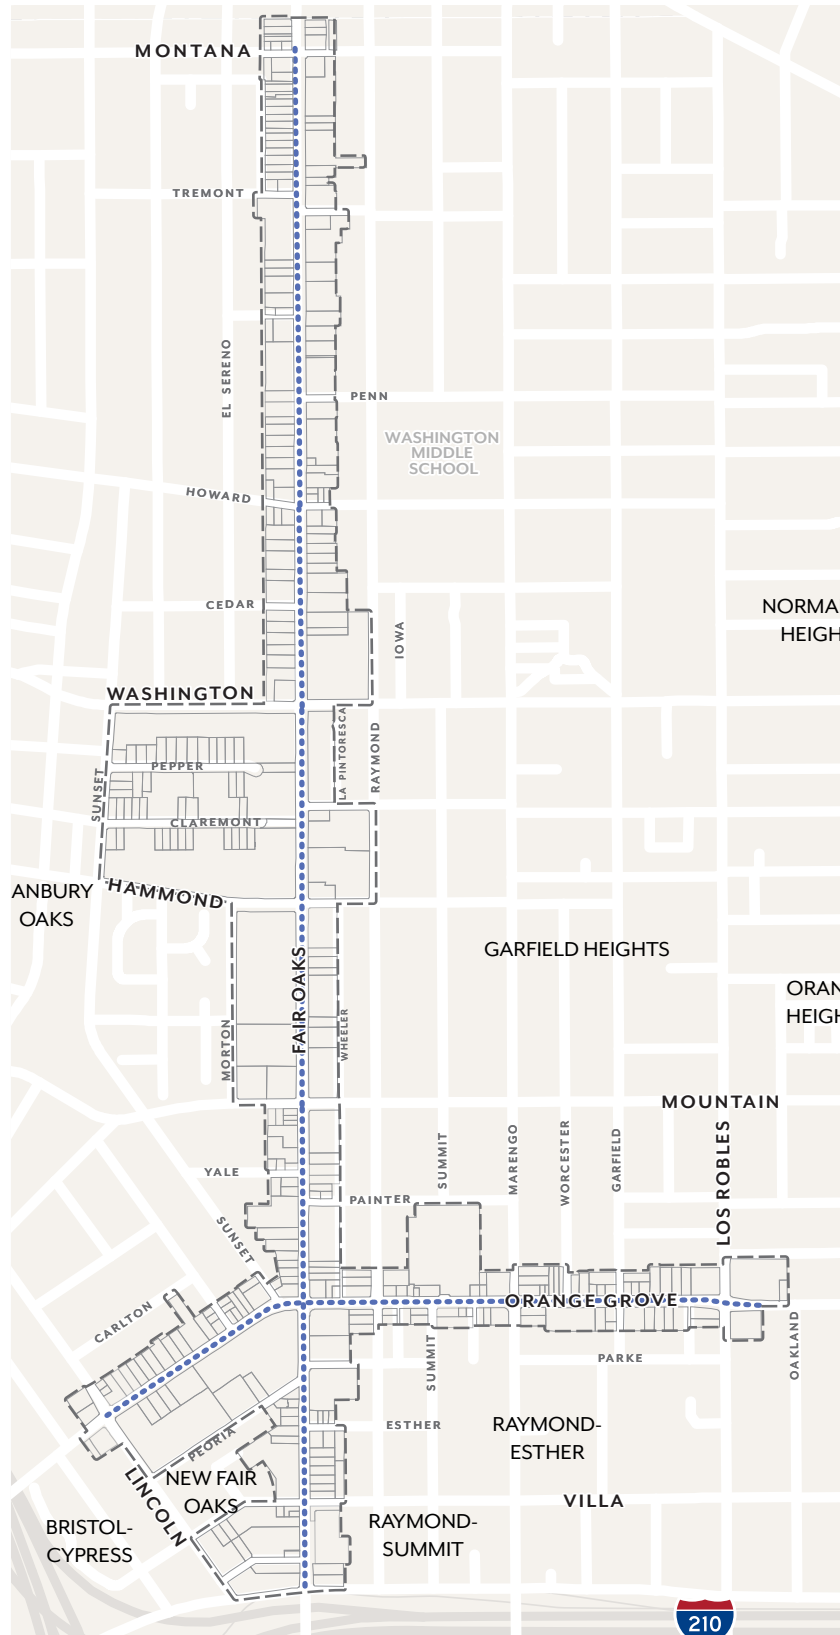 MONTANA
TREMONT
EL SERENO
PENN
WASHINGTON
MIDDLE
SCHOOL
HOWARD
CEDAR
NORMA
HEIGH
IOWA
WASHINGTON
LA PINTORESCA
RAYMOND
PEPPER
SUNSET
CLAREMONT
ANBURY
OAKS
HAMMOND
GARFIELD HEIGHTS
FAIR OAKS
ORAN
HEIGH
MORTON
WHEELER
MOUNTAIN
SUMMIT
MARENGO
WORCESTER
GARFIELD
LOS ROBLES
YALE
PAINTER
SUNSET
CARLTON
ORANGE GROVE
SUMMIT
PARKE
OAKLAND
ESTHER
RAYMOND-
ESTHER
PEORIA
NEW FAIR
OAKS
LINCOLN
VILLA
BRISTOL-
CYPRESS
RAYMOND-
SUMMIT
210